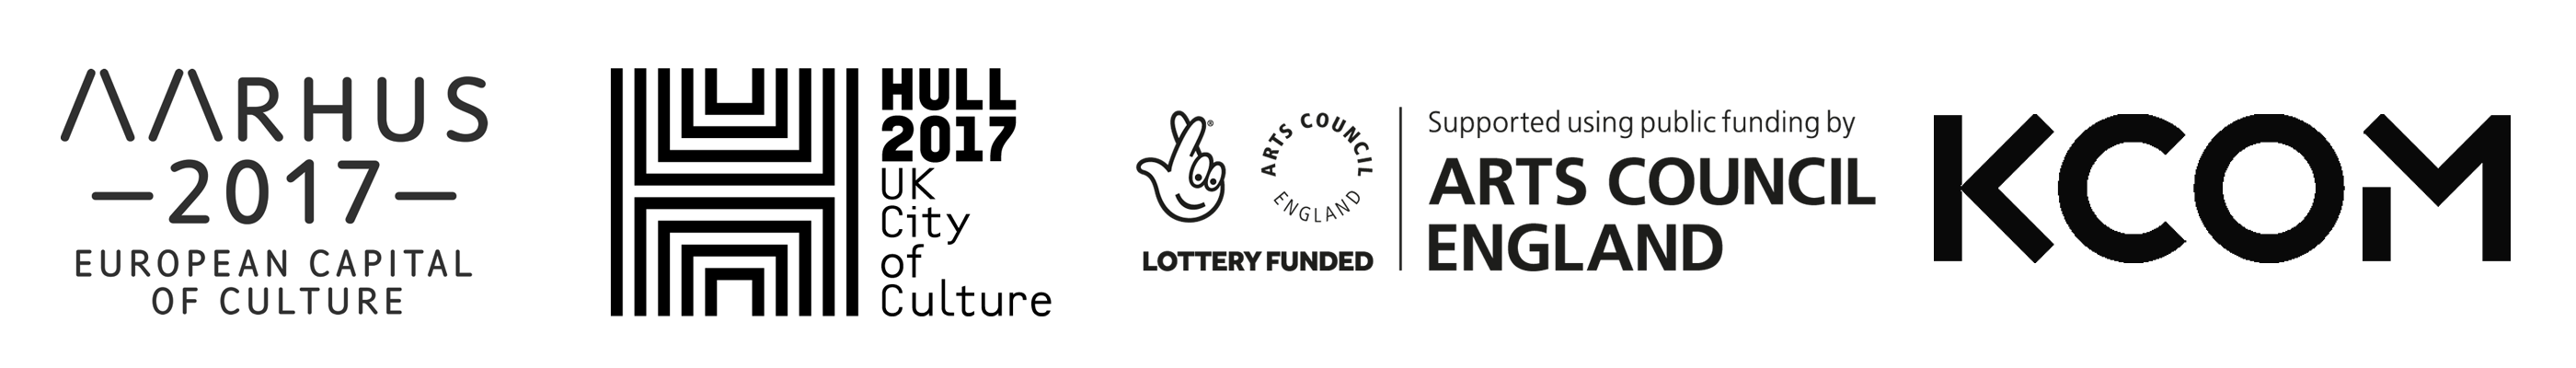 AARHUS
—2017—
EUROPEAN CAPITAL
OF CULTURE
HULL
2017
UK
City
of
Culture
®
ARTS COUNCIL
ENGLAND
LOTTERY FUNDED
Supported using public funding by
ARTS COUNCIL
ENGLAND
KCOM